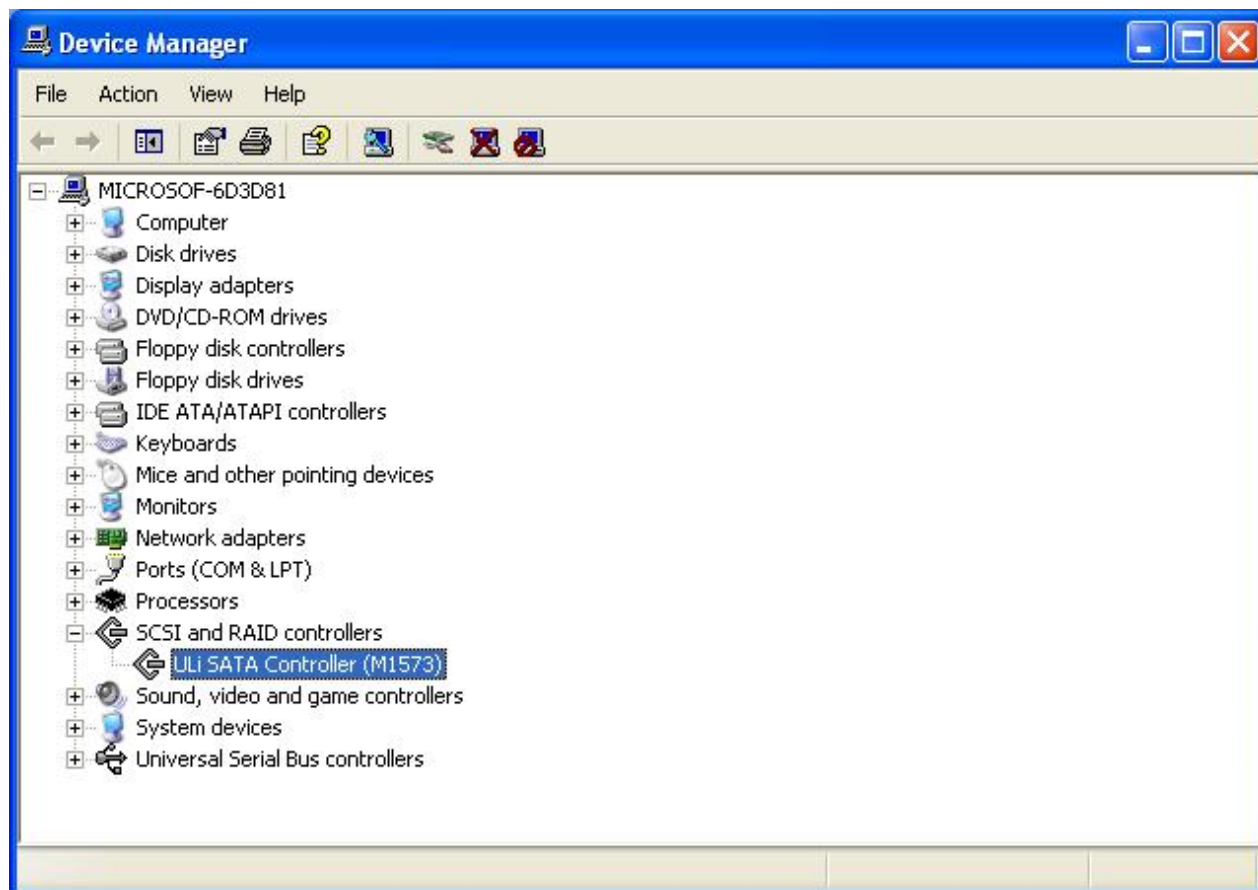 Device Manager
File Action View Help
MICROSOF-6D3D81
Computer
Disk drives
Display adapters
DVD/CD-ROM drives
Floppy disk controllers
Floppy disk drives
IDE ATA/ATAPI controllers
Keyboards
Mice and other pointing devices
Monitors
Network adapters
Ports (COM & LPT)
Processors
SCSI and RAID controllers
ULi SATA Controller (M1573)
Sound, video and game controllers
System devices
Universal Serial Bus controllers